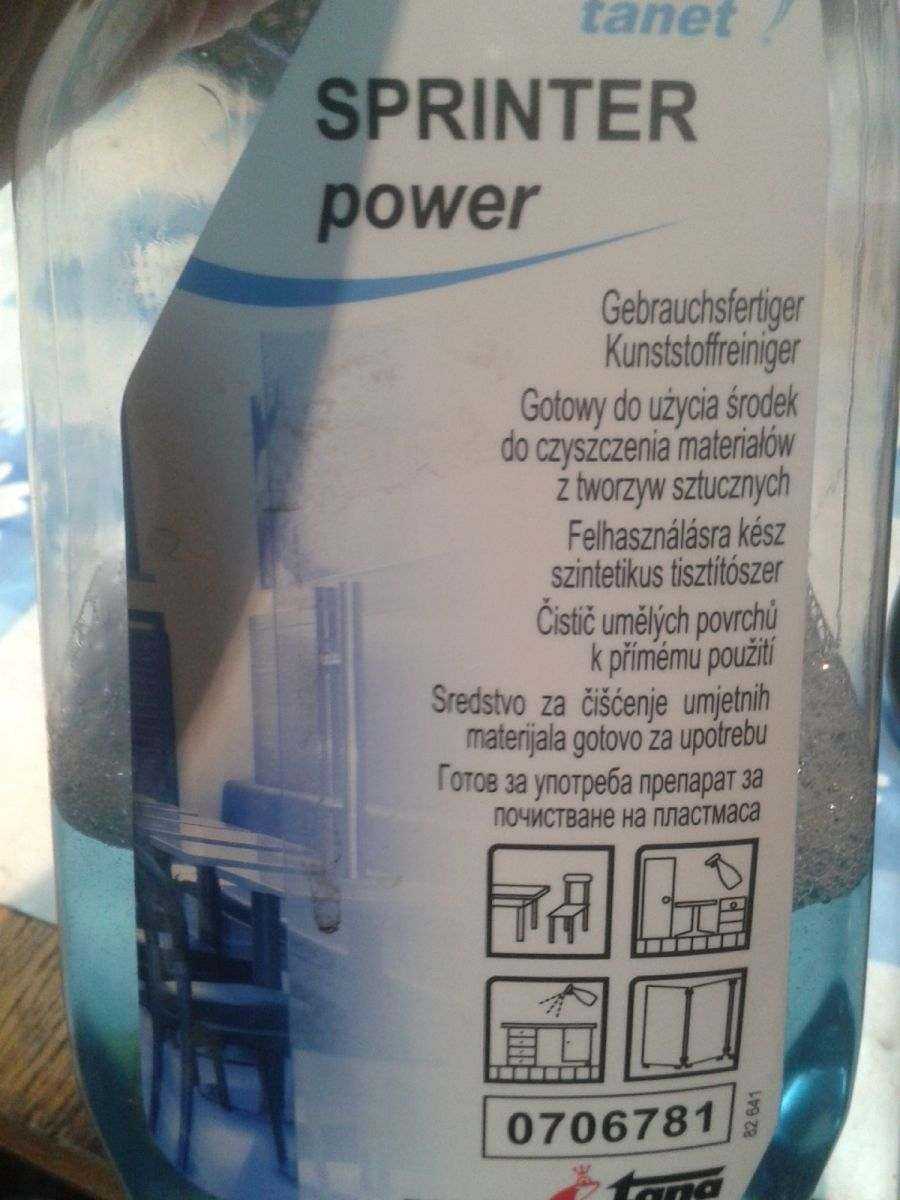 tanet
SPRINTER
power
Gebrauchsfertiger
Kunststoffreiniger
Gotowy do użycia środek
do czyszczenia materiałów
z tworzyw sztucznych
Felhasználásra kész
szintetikus tisztítószer
Čistič umělých povrchů
k přímému použití
Sredstvo za čišćenje umjetnih
materijala gotovo za upotrebu
Готов за употреба препарат за
почистване на пластмаса
0706781
82 641
tana